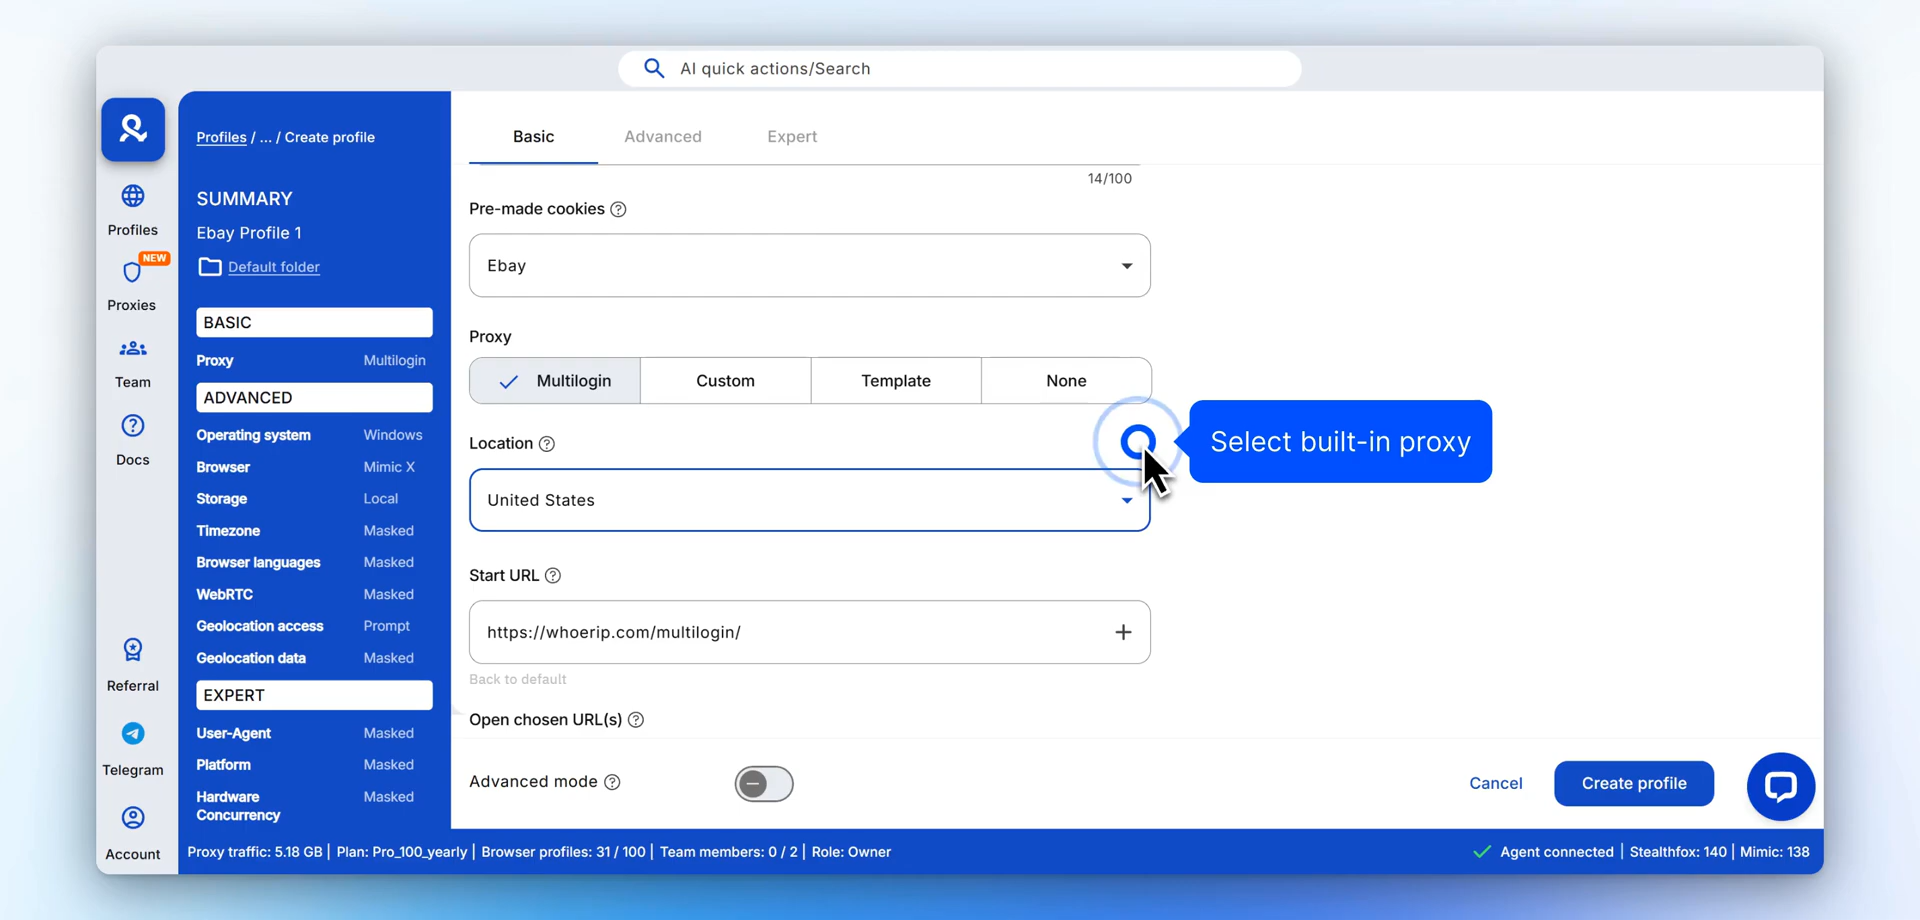 AI quick actions/Search
Profiles / ... / Create profile
SUMMARY
Ebay Profile 1
Default folder
BASIC
Proxy Multilogin
ADVANCED
Operating system Windows
Browser Mimic X
Storage Local
Timezone Masked
Browser languages Masked
WebRTC Masked
Geolocation access Prompt
Geolocation data Masked
EXPERT
User-Agent Masked
Platform Masked
Hardware Concurrency Masked
Profiles
NEW
Proxies
Team
Docs
Referral
Telegram
Account
Basic Advanced Expert
14/100
Pre-made cookies ?
Ebay
Proxy
Multilogin Custom Template None
Location ?
Select built-in proxy
United States
Start URL ?
https://whoerip.com/multilogin/ +
Back to default
Open chosen URL(s) ?
Advanced mode ?
Cancel Create profile
Proxy traffic: 5.18 GB | Plan: Pro_100_yearly | Browser profiles: 31 / 100 | Team members: 0 / 2 | Role: Owner
Agent connected | Stealthfox: 140 | Mimic: 138